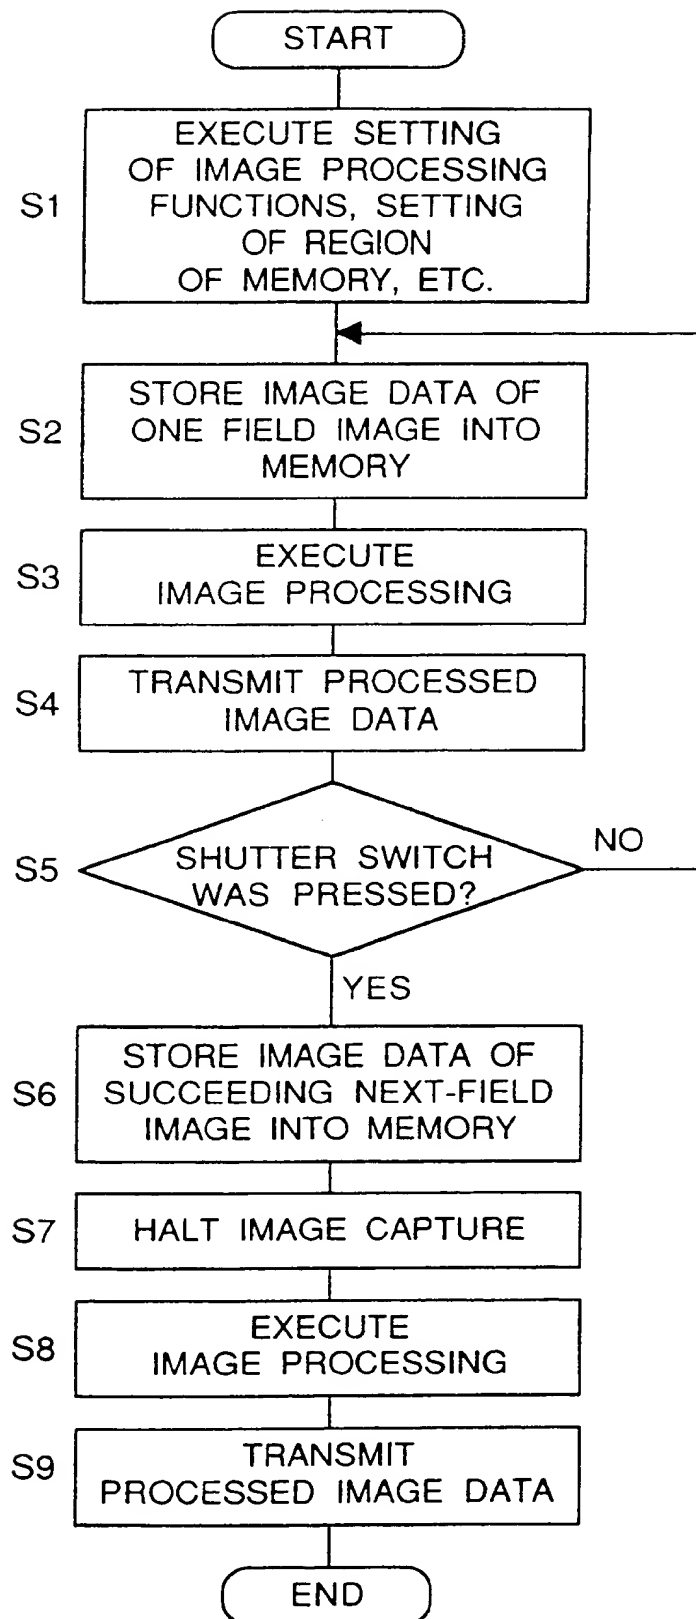 START
S1
EXECUTE SETTING
OF IMAGE PROCESSING
FUNCTIONS, SETTING
OF REGION
OF MEMORY, ETC.
S2
STORE IMAGE DATA OF
ONE FIELD IMAGE INTO
MEMORY
S3
EXECUTE
IMAGE PROCESSING
S4
TRANSMIT PROCESSED
IMAGE DATA
S5
SHUTTER SWITCH
WAS PRESSED?
NO
YES
S6
STORE IMAGE DATA OF
SUCCEEDING NEXT-FIELD
IMAGE INTO MEMORY
S7
HALT IMAGE CAPTURE
S8
EXECUTE
IMAGE PROCESSING
S9
TRANSMIT
PROCESSED IMAGE DATA
END